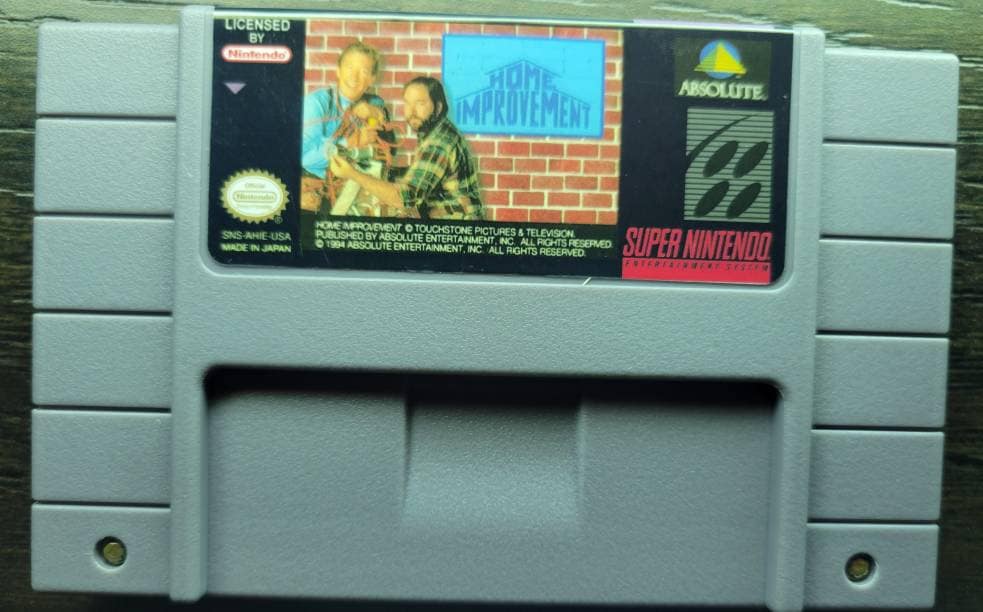 LICENSED
BY
Nintendo
HOME
IMPROVEMENT
ABSOLUTE
Official
Nintendo
SNS-AHIE-USA
MADE IN JAPAN
HOME IMPROVEMENT © TOUCHSTONE PICTURES & TELEVISION.
PUBLISHED BY ABSOLUTE ENTERTAINMENT, INC. ALL RIGHTS RESERVED.
© 1994 ABSOLUTE ENTERTAINMENT, INC. ALL RIGHTS RESERVED.
SUPER NINTENDO
ENTERTAINMENT SYSTEM